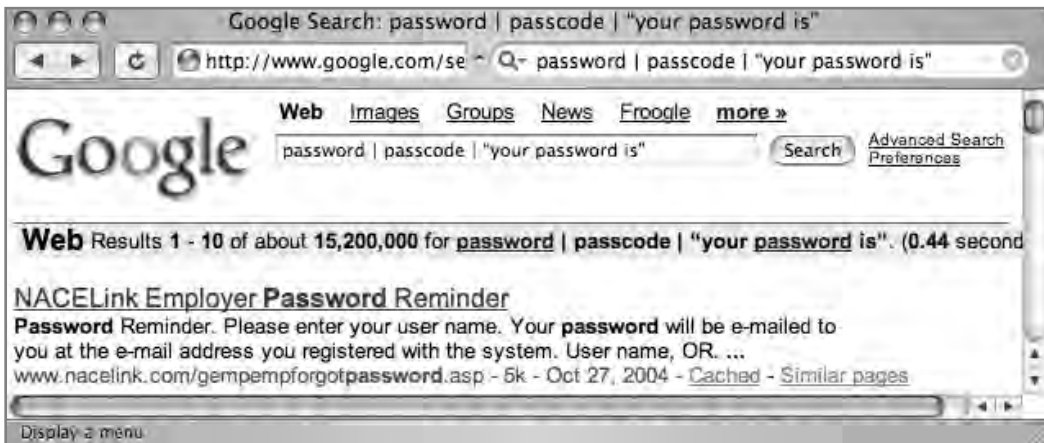 Google Search: password | passcode | "your password is"
http://www.google.com/se password | passcode | "your password is"
Web Images Groups News Froogle more »
Google
password | passcode | "your password is" Search Advanced Search
Preferences
Web Results 1 - 10 of about 15,200,000 for password | passcode | "your password is". (0.44 second
NACELink Employer Password Reminder
Password Reminder. Please enter your user name. Your password will be e-mailed to
you at the e-mail address you registered with the system. User name, OR. ...
www.nacelink.com/gempempforgotpassword.asp - 5k - Oct 27, 2004 - Cached - Similar pages
Display a menu